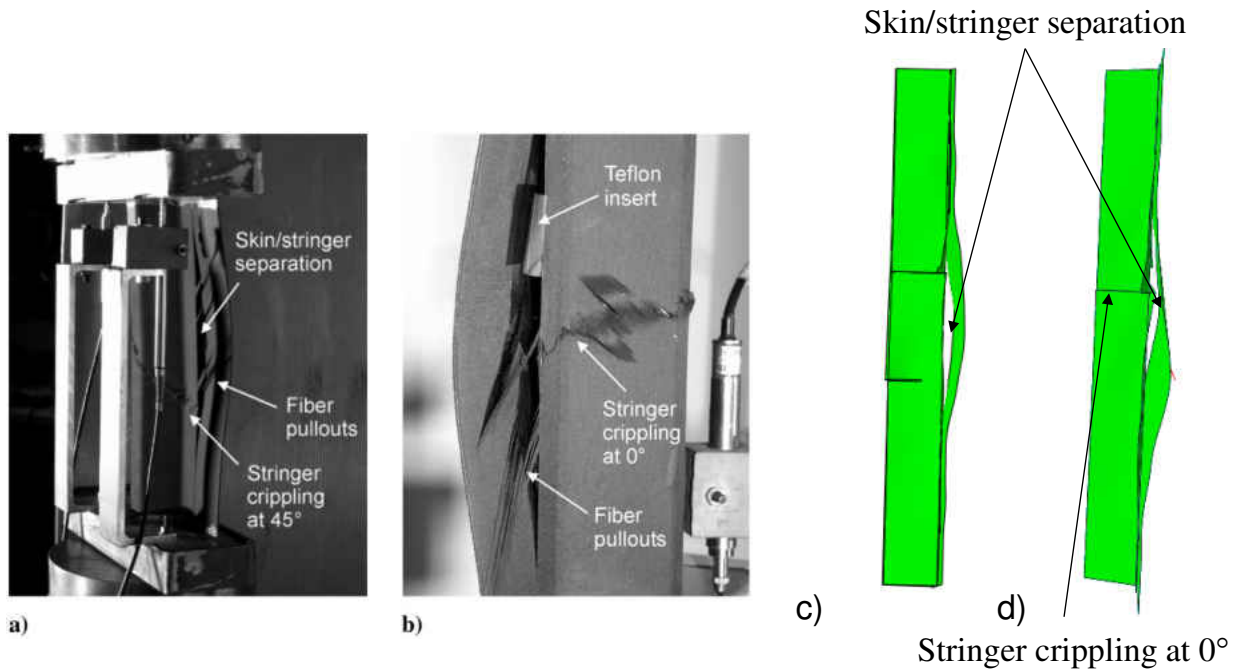 Skin/stringer separation
Skin/stringer
separation
Fiber
pullouts
Stringer
crippling
at 45°
a)
Teflon
insert
Stringer
crippling
at 0°
Fiber
pullouts
b)
c)
d)
Stringer crippling at 0°